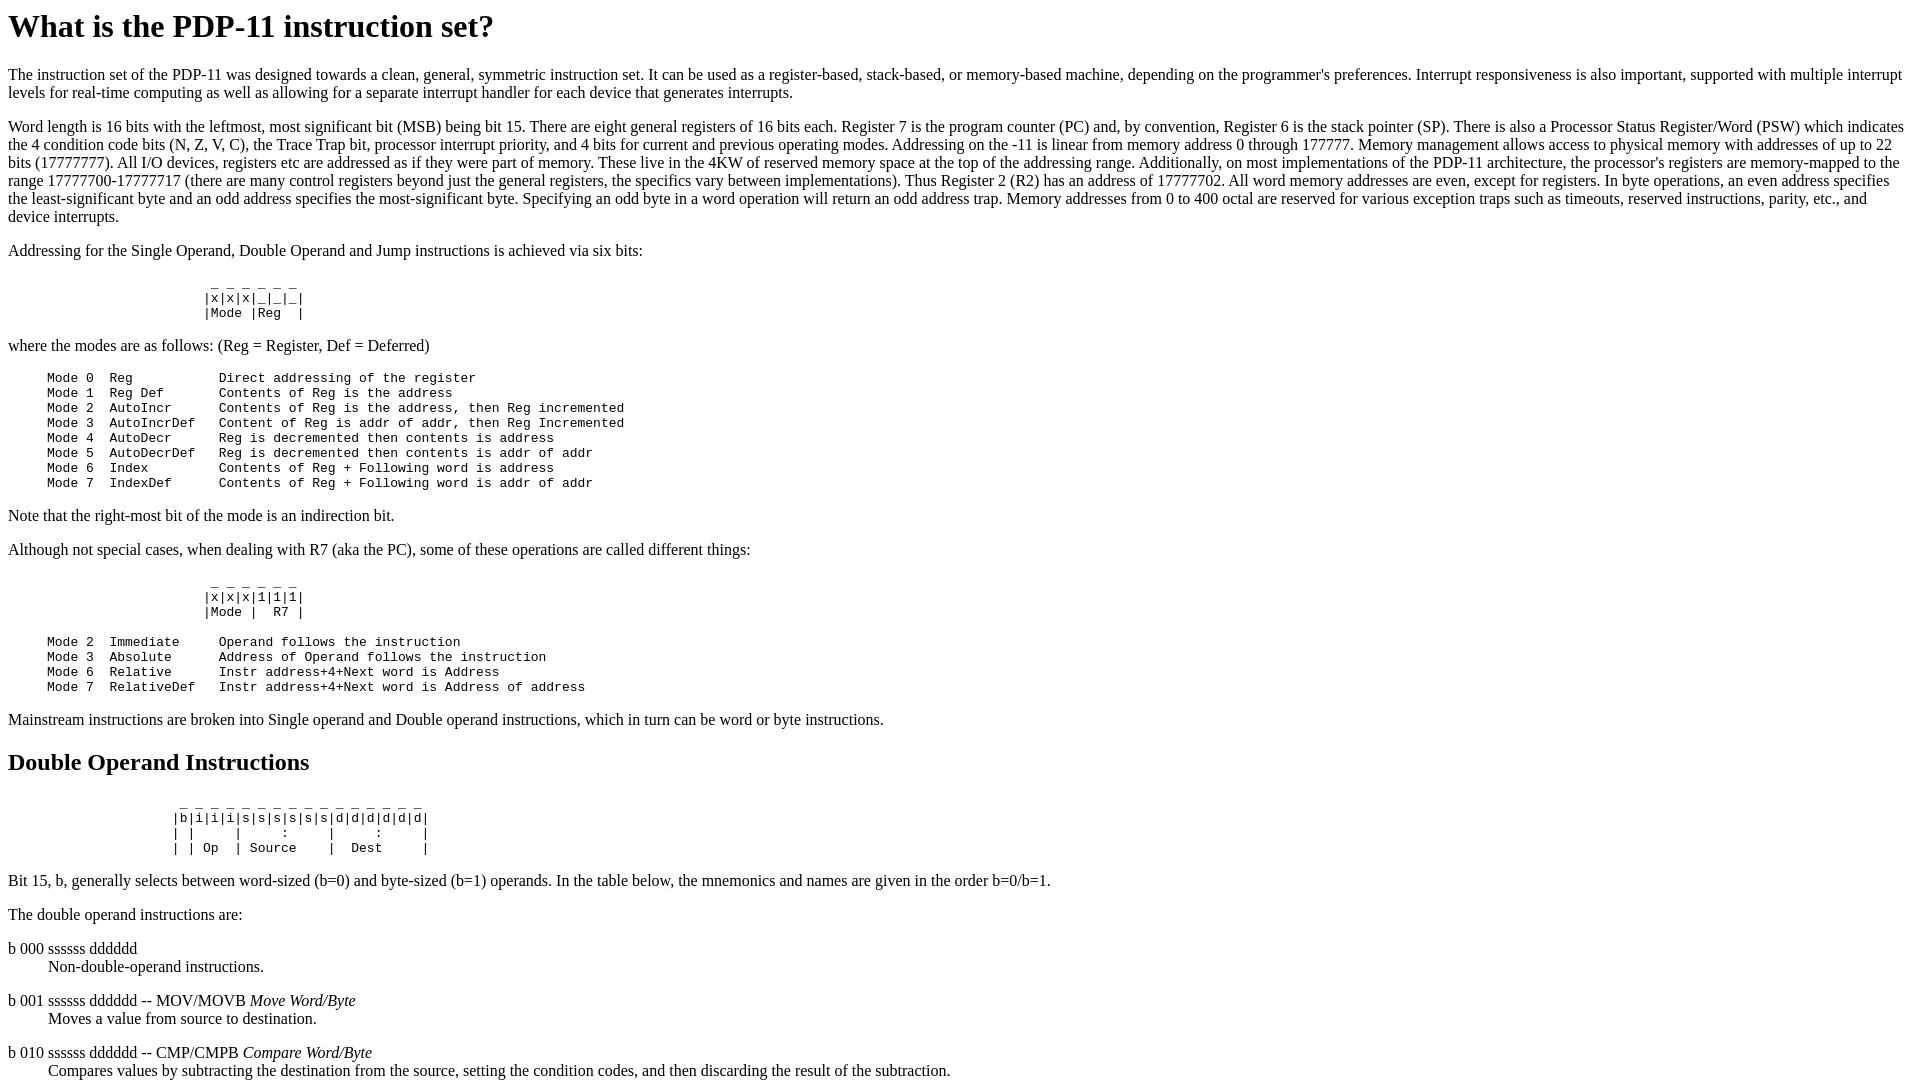 What is the PDP-11 instruction set?
The instruction set of the PDP-11 was designed towards a clean, general, symmetric instruction set. It can be used as a register-based, stack-based, or memory-based machine, depending on the programmer's preferences. Interrupt responsiveness is also important, supported with multiple interrupt
levels for real-time computing as well as allowing for a separate interrupt handler for each device that generates interrupts.
Word length is 16 bits with the leftmost, most significant bit (MSB) being bit 15. There are eight general registers of 16 bits each. Register 7 is the program counter (PC) and, by convention, Register 6 is the stack pointer (SP). There is also a Processor Status Register/Word (PSW) which indicates
the 4 condition code bits (N, Z, V, C), the Trace Trap bit, processor interrupt priority, and 4 bits for current and previous operating modes. Addressing on the -11 is linear from memory address 0 through 177777. Memory management allows access to physical memory with addresses of up to 22
bits (17777777). All I/O devices, registers etc are addressed as if they were part of memory. These live in the 4KW of reserved memory space at the top of the addressing range. Additionally, on most implementations of the PDP-11 architecture, the processor's registers are memory-mapped to the
range 17777700-17777717 (there are many control registers beyond just the general registers, the specifics vary between implementations). Thus Register 2 (R2) has an address of 17777702. All word memory addresses are even, except for registers. In byte operations, an even address specifies
the least-significant byte and an odd address specifies the most-significant byte. Specifying an odd byte in a word operation will return an odd address trap. Memory addresses from 0 to 400 octal are reserved for various exception traps such as timeouts, reserved instructions, parity, etc., and
device interrupts.
Addressing for the Single Operand, Double Operand and Jump instructions is achieved via six bits:
 _ _ _ _ _ _
|x|x|x|_|_|_|
|Mode |Reg  |
where the modes are as follows: (Reg = Register, Def = Deferred)
Mode 0  Reg           Direct addressing of the register
Mode 1  Reg Def       Contents of Reg is the address
Mode 2  AutoIncr      Contents of Reg is the address, then Reg incremented
Mode 3  AutoIncrDef   Content of Reg is addr of addr, then Reg Incremented
Mode 4  AutoDecr      Reg is decremented then contents is address
Mode 5  AutoDecrDef   Reg is decremented then contents is addr of addr
Mode 6  Index         Contents of Reg + Following word is address
Mode 7  IndexDef      Contents of Reg + Following word is addr of addr
Note that the right-most bit of the mode is an indirection bit.
Although not special cases, when dealing with R7 (aka the PC), some of these operations are called different things:
 _ _ _ _ _ _
|x|x|x|1|1|1|
|Mode |  R7 |
Mode 2  Immediate     Operand follows the instruction
Mode 3  Absolute      Address of Operand follows the instruction
Mode 6  Relative      Instr address+4+Next word is Address
Mode 7  RelativeDef   Instr address+4+Next word is Address of address
Mainstream instructions are broken into Single operand and Double operand instructions, which in turn can be word or byte instructions.
Double Operand Instructions
 _ _ _ _ _ _ _ _ _ _ _ _ _ _ _ _
|b|i|i|i|s|s|s|s|s|s|d|d|d|d|d|d|
| |     |     :     |     :     |
| | Op  | Source    |  Dest     |
Bit 15, b, generally selects between word-sized (b=0) and byte-sized (b=1) operands. In the table below, the mnemonics and names are given in the order b=0/b=1.
The double operand instructions are:
b 000 ssssss dddddd
Non-double-operand instructions.
b 001 ssssss dddddd -- MOV/MOVB Move Word/Byte
Moves a value from source to destination.
b 010 ssssss dddddd -- CMP/CMPB Compare Word/Byte
Compares values by subtracting the destination from the source, setting the condition codes, and then discarding the result of the subtraction.